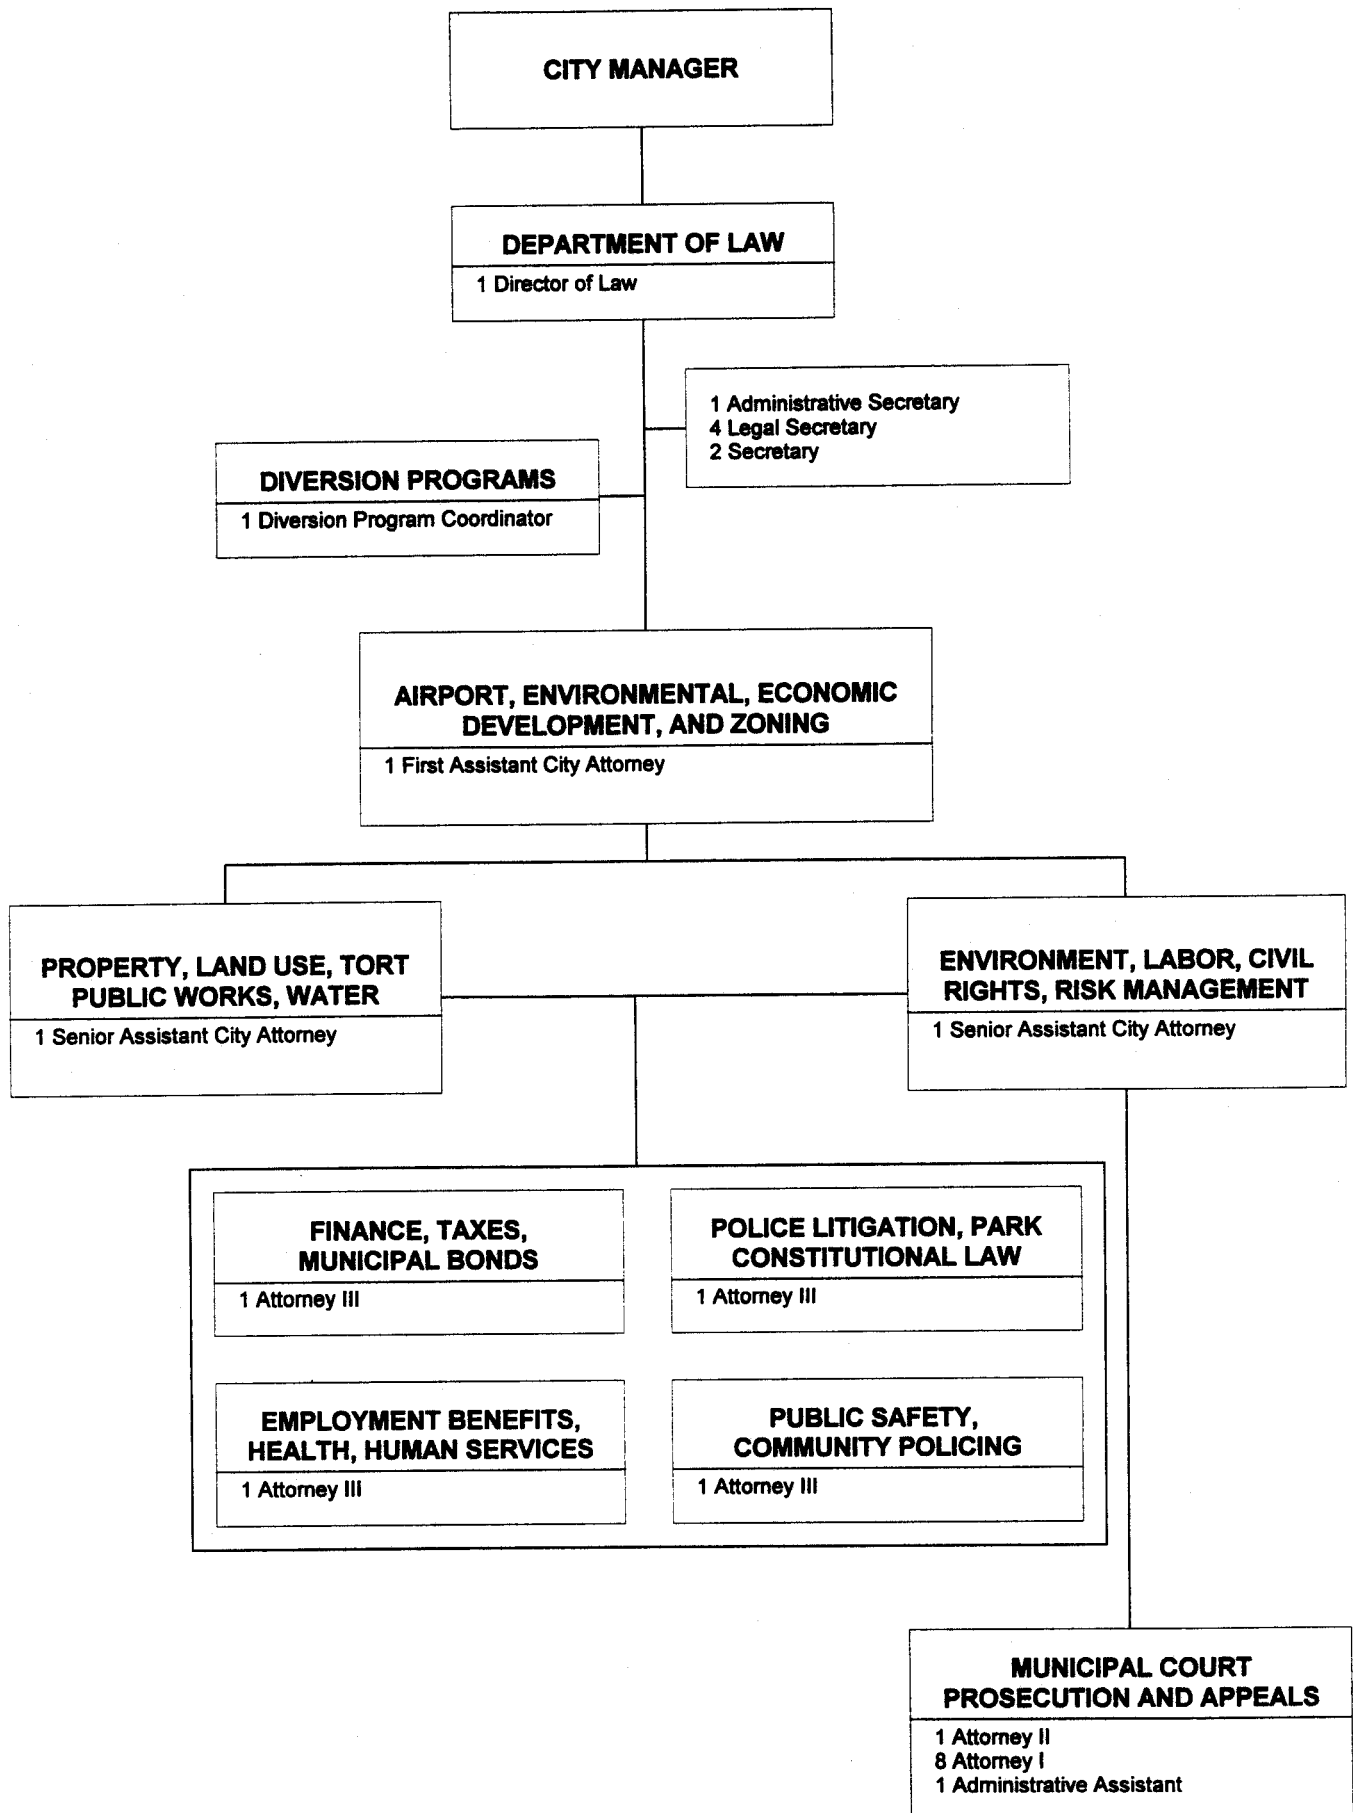 CITY MANAGER
DEPARTMENT OF LAW
1 Director of Law
1 Administrative Secretary
4 Legal Secretary
2 Secretary
DIVERSION PROGRAMS
1 Diversion Program Coordinator
AIRPORT, ENVIRONMENTAL, ECONOMIC
DEVELOPMENT, AND ZONING
1 First Assistant City Attorney
PROPERTY, LAND USE, TORT
PUBLIC WORKS, WATER
1 Senior Assistant City Attorney
ENVIRONMENT, LABOR, CIVIL
RIGHTS, RISK MANAGEMENT
1 Senior Assistant City Attorney
FINANCE, TAXES,
MUNICIPAL BONDS
1 Attorney III
POLICE LITIGATION, PARK
CONSTITUTIONAL LAW
1 Attorney III
EMPLOYMENT BENEFITS,
HEALTH, HUMAN SERVICES
1 Attorney III
PUBLIC SAFETY,
COMMUNITY POLICING
1 Attorney III
MUNICIPAL COURT
PROSECUTION AND APPEALS
1 Attorney II
8 Attorney I
1 Administrative Assistant